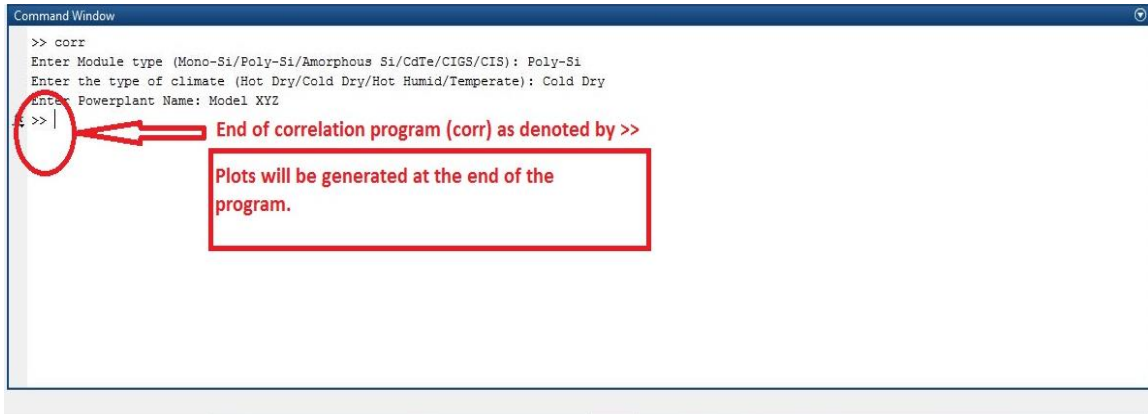 Command Window
>> corr
Enter Module type (Mono-Si/Poly-Si/Amorphous Si/CdTe/CIGS/CIS): Poly-Si
Enter the type of climate (Hot Dry/Cold Dry/Hot Humid/Temperate): Cold Dry
Enter Powerplant Name: Model XYZ
>>
End of correlation program (corr) as denoted by >>
Plots will be generated at the end of the
program.